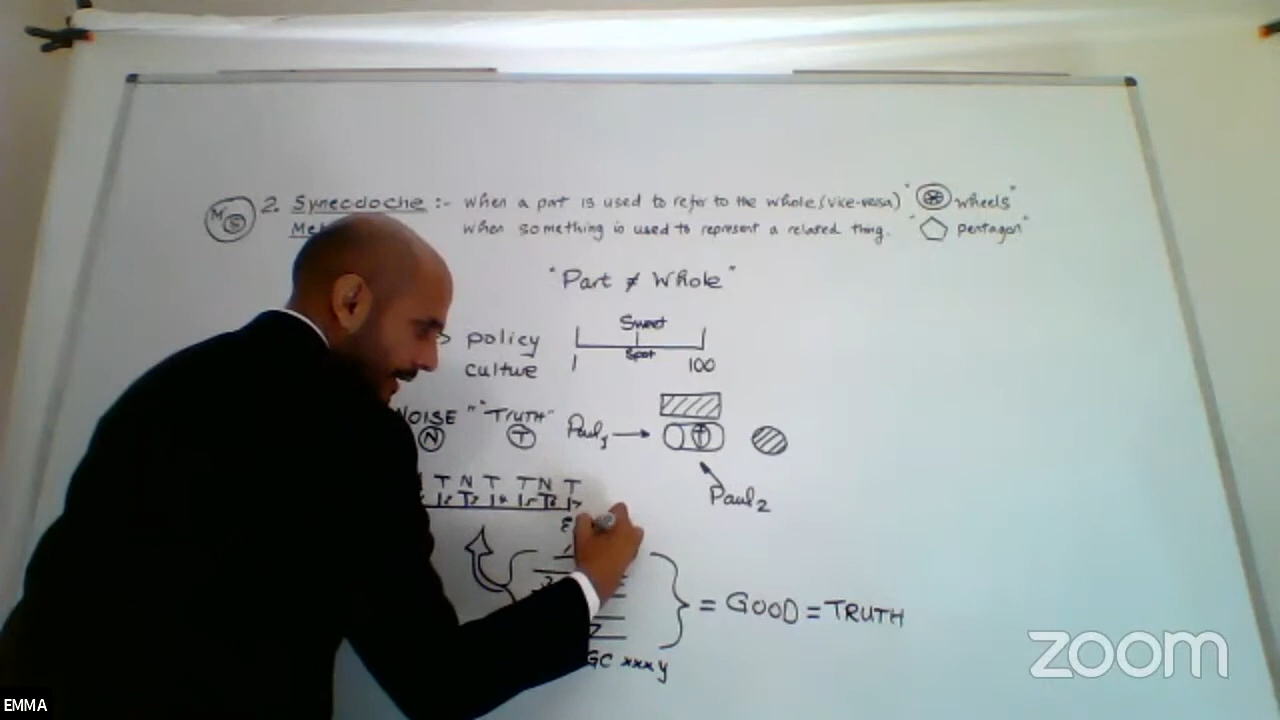 M S 2. Synecdoche :- when a part is used to refer to the whole (vice-versa) " wheels"
when something is used to represent a related thing. " pentagon"
"Part ≠ Whole"
policy
culture
Sweet
Spot
1 100
NOISE" "TRUTH"
N T
Paul1
Paul2
T N T T N T
= GOOD = TRUTH
GC xxxy
zoom
EMMA